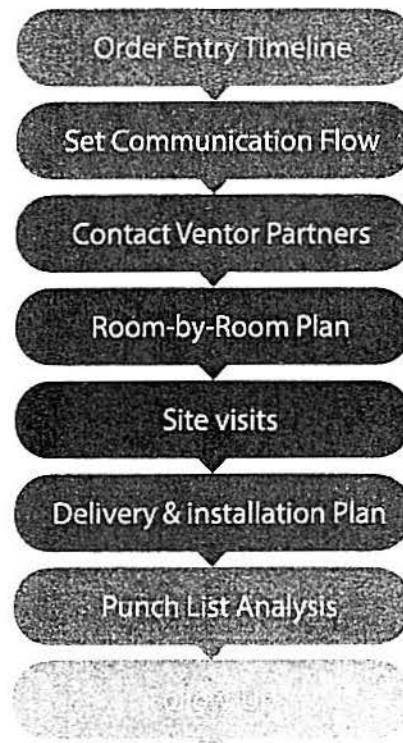 Order Entry Timeline
Set Communication Flow
Contact Ventor Partners
Room-by-Room Plan
Site visits
Delivery & installation Plan
Punch List Analysis